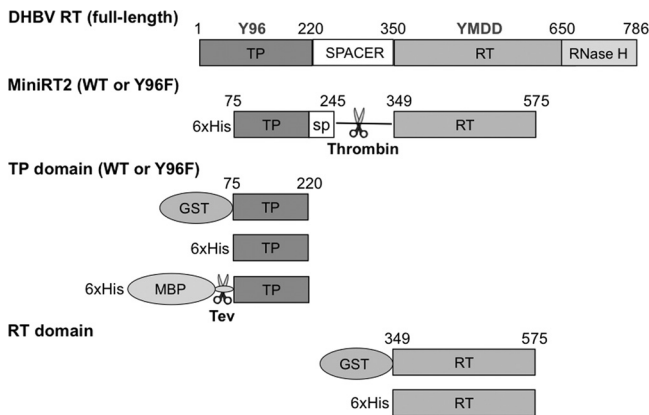 DHBV RT (full-length)
1 Y96 220 350 YMDD 650 786
TP SPACER RT RNase H
MiniRT2 (WT or Y96F)
75 245 349 575
6xHis TP sp RT
Thrombin
TP domain (WT or Y96F)
75 220
GST TP
6xHis TP
6xHis MBP TP
Tev
RT domain
349 575
GST RT
6xHis RT